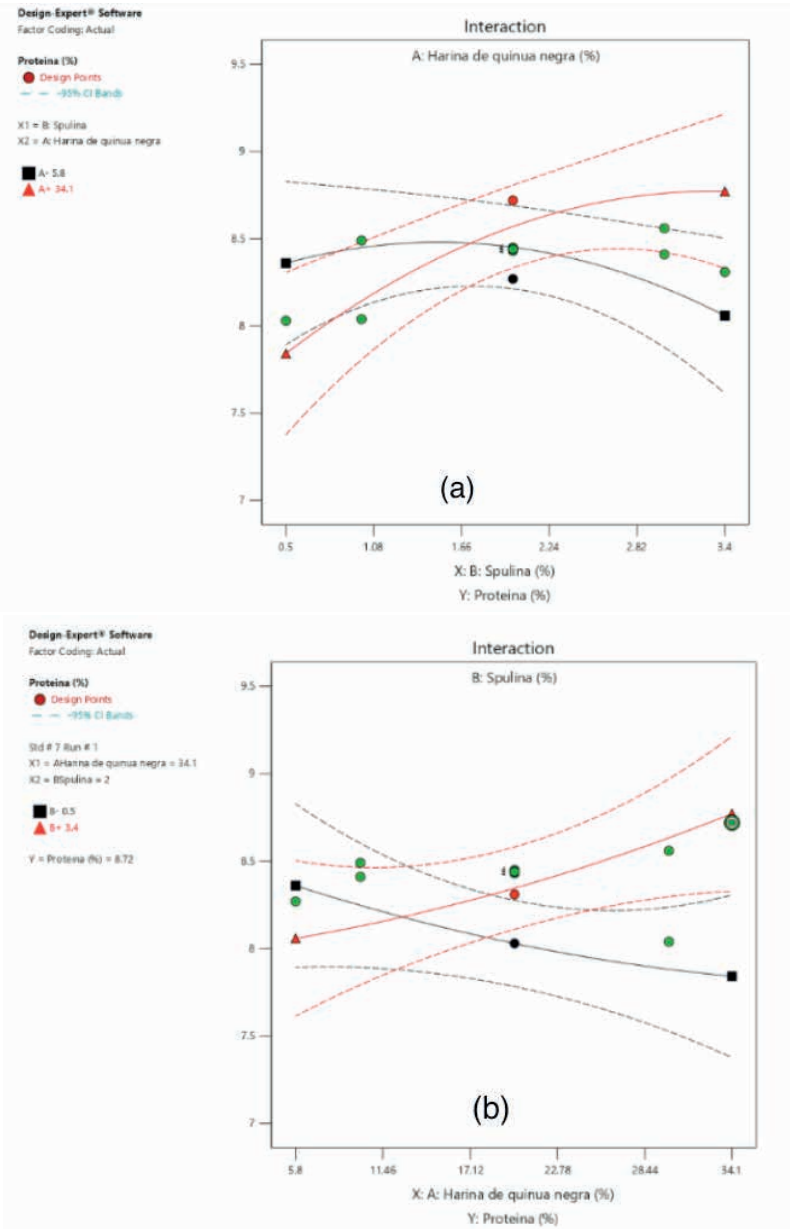 Design-Expert® Software
Factor Coding: Actual
Proteina (%)
Design Points
95% CI Bands
X1 = B: Spulina
X2 = A: Harina de quinua negra
A- 5.8
A+ 34.1
Interaction
A: Harina de quinua negra (%)
9.5
9
8.5
8
7.5
7
(a)
0.5 1.08 1.66 2.24 2.82 3.4
X: B: Spulina (%)
Y: Proteina (%)
Design-Expert® Software
Factor Coding: Actual
Proteina (%)
Design Points
95% CI Bands
Std # 7 Run # 1
X1 = AHarina de quinua negra = 34.1
X2 = BSpulina = 2
B- 0.5
B+ 3.4
Y = Proteina (%) = 8.72
Interaction
B: Spulina (%)
9.5
9
8.5
8
7.5
7
(b)
5.8 11.46 17.12 22.78 28.44 34.1
X: A: Harina de quinua negra (%)
Y: Proteina (%)